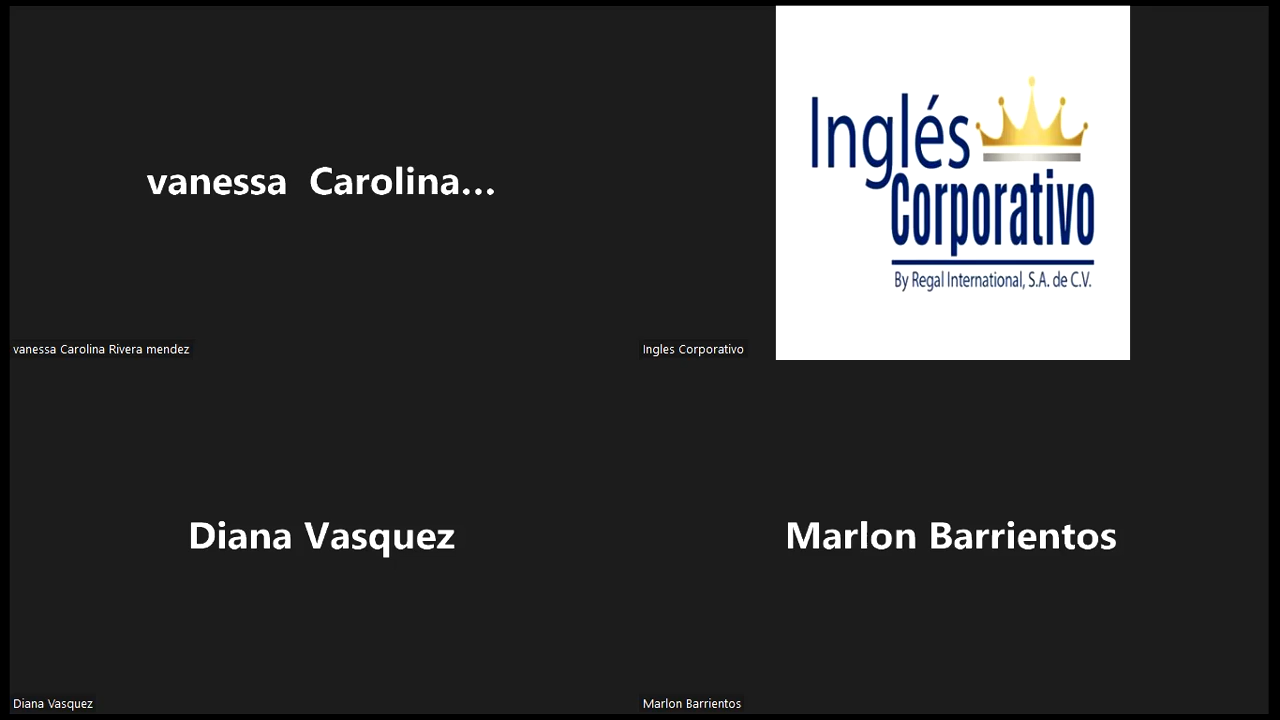 vanessa  Carolina...
vanessa Carolina Rivera mendez
Inglés
Corporativo
By Regal International, S.A. de C.V.
Ingles Corporativo
Diana Vasquez
Diana Vasquez
Marlon Barrientos
Marlon Barrientos